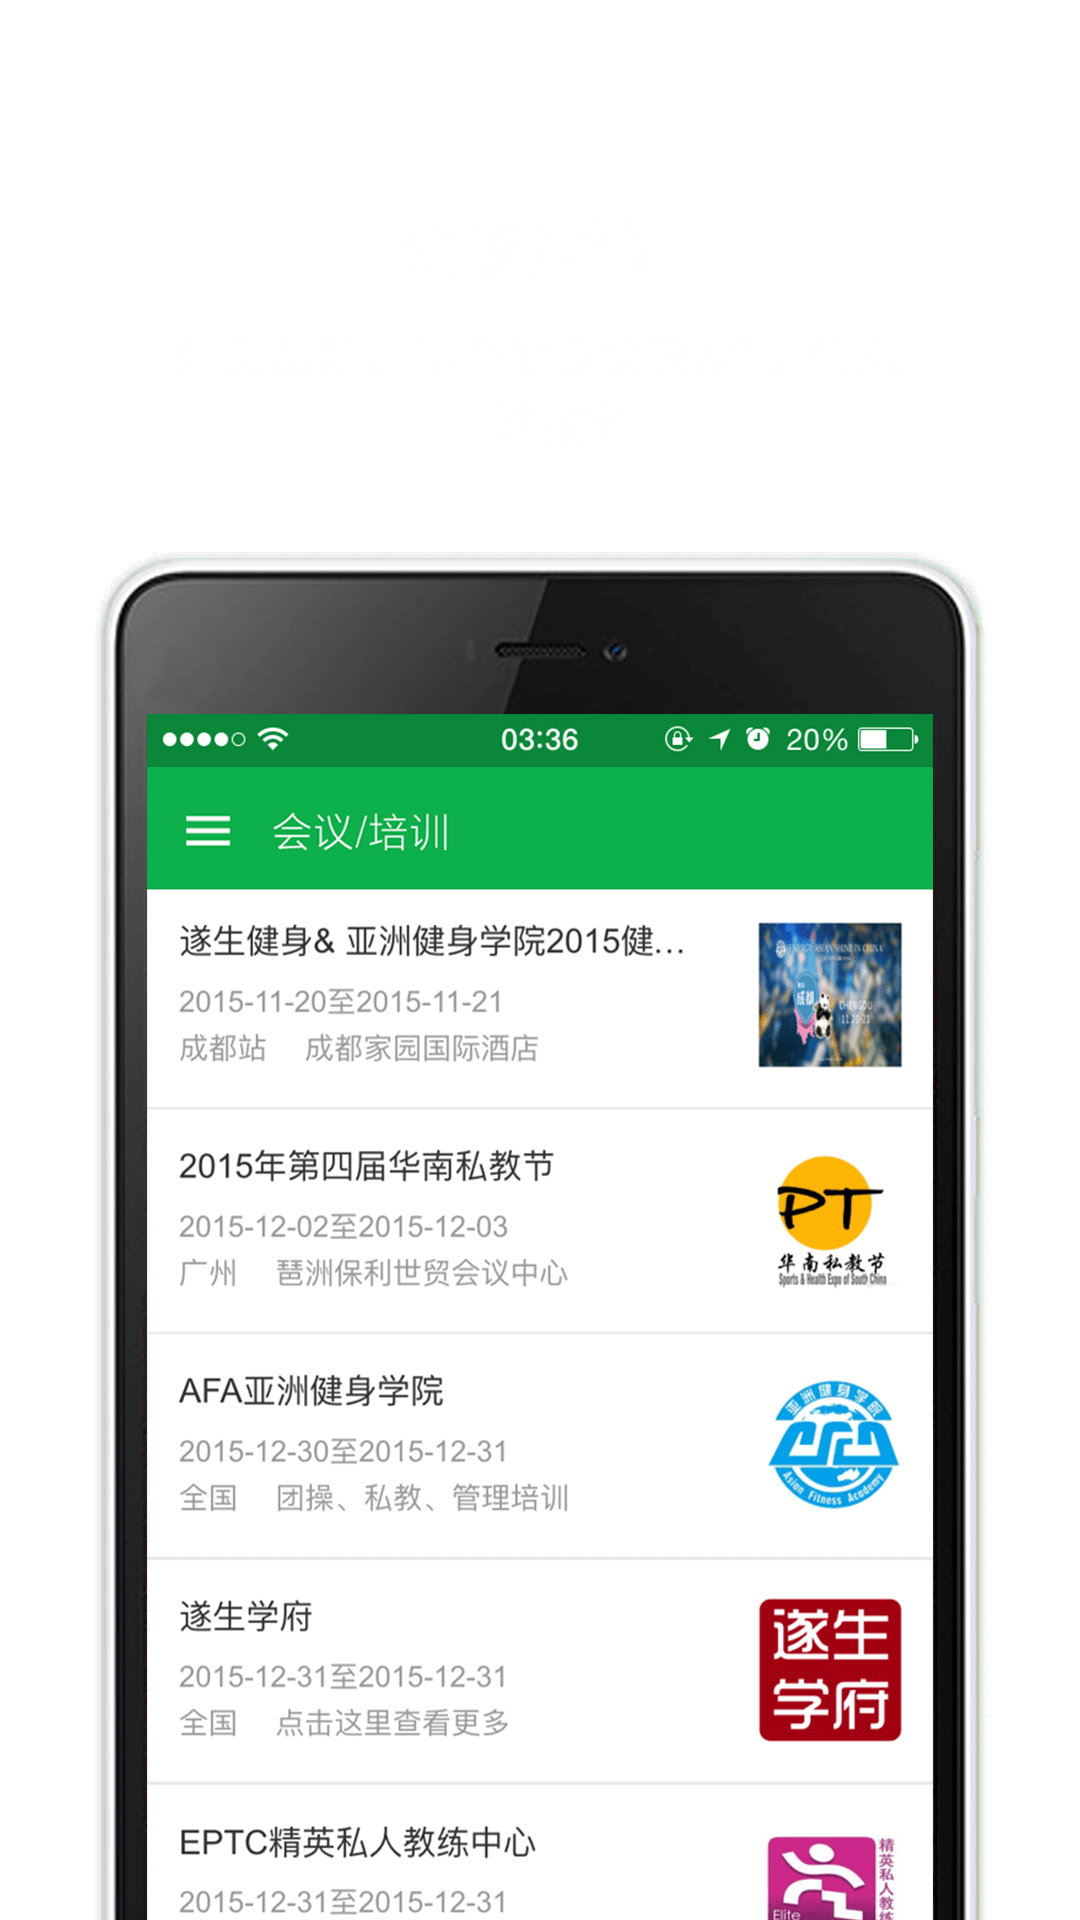 03:36
20%
会议/培训
遂生健身& 亚洲健身学院2015健...
2015-11-20至2015-11-21
成都站 成都家园国际酒店
ENERGY ASIAN SHINE IN CHINA
成都
CHENGDU
11.20-21
2015年第四届华南私教节
2015-12-02至2015-12-03
广州 琶洲保利世贸会议中心
PT
华南私教节
Sports & Health Expo of South China
AFA亚洲健身学院
2015-12-30至2015-12-31
全国 团操、私教、管理培训
亚洲健身学院
AFA
Asian Fitness Academy
遂生学府
2015-12-31至2015-12-31
全国 点击这里查看更多
遂生
学府
EPTC精英私人教练中心
2015-12-31至2015-12-31
精英私人教练
Elite